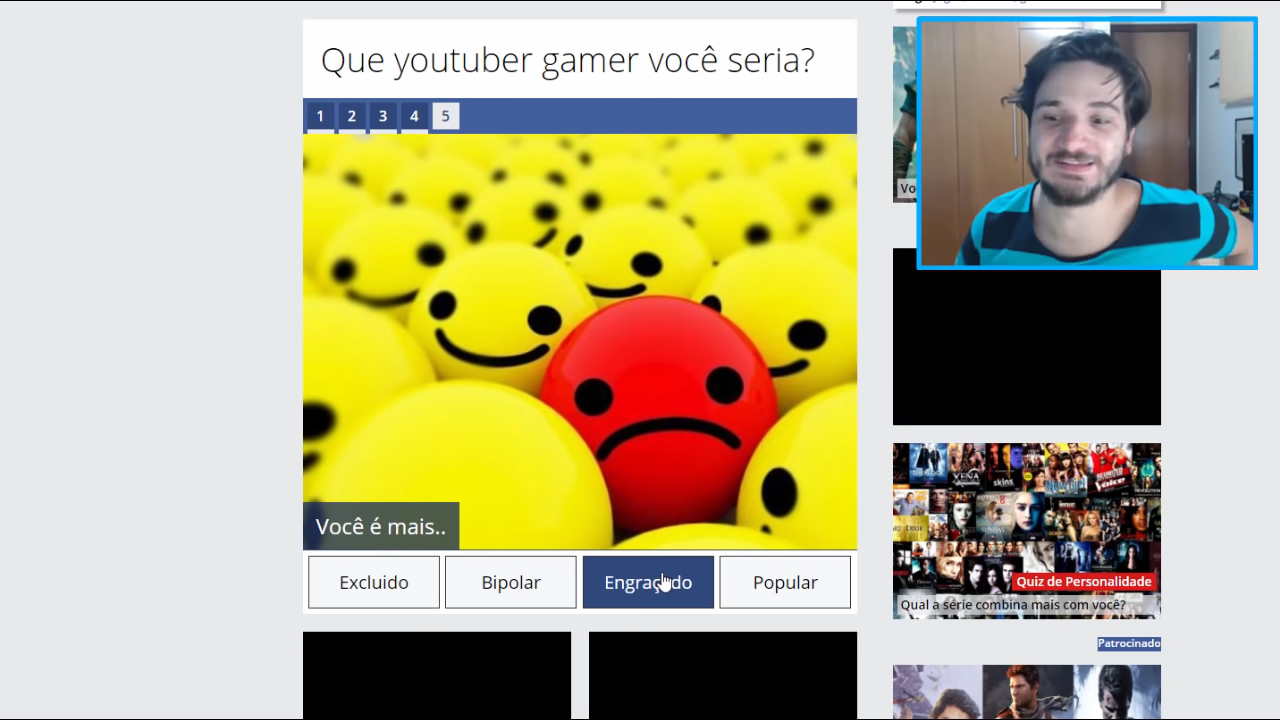 Que youtuber gamer você seria?
1 2 3 4 5
Vo
Você é mais..
Excluido
Bipolar
Engraçado
Popular
Quiz de Personalidade
Qual a série combina mais com você?
Patrocinado